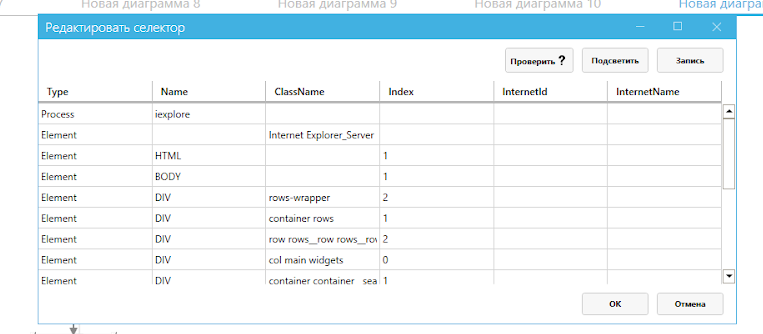 Новая диаграмма 8 Новая диаграмма 9 Новая диаграмма 10 Новая диагра
Редактировать селектор
Проверить ? Подсветить Запись
Type Name ClassName Index InternetId InternetName
Process iexplore
Element Internet Explorer_Server
Element HTML 1
Element BODY 1
Element DIV rows-wrapper 2
Element DIV container rows 1
Element DIV row rows__row rows__rov 2
Element DIV col main widgets 0
Element DIV container container__sea 1
ОК Отмена